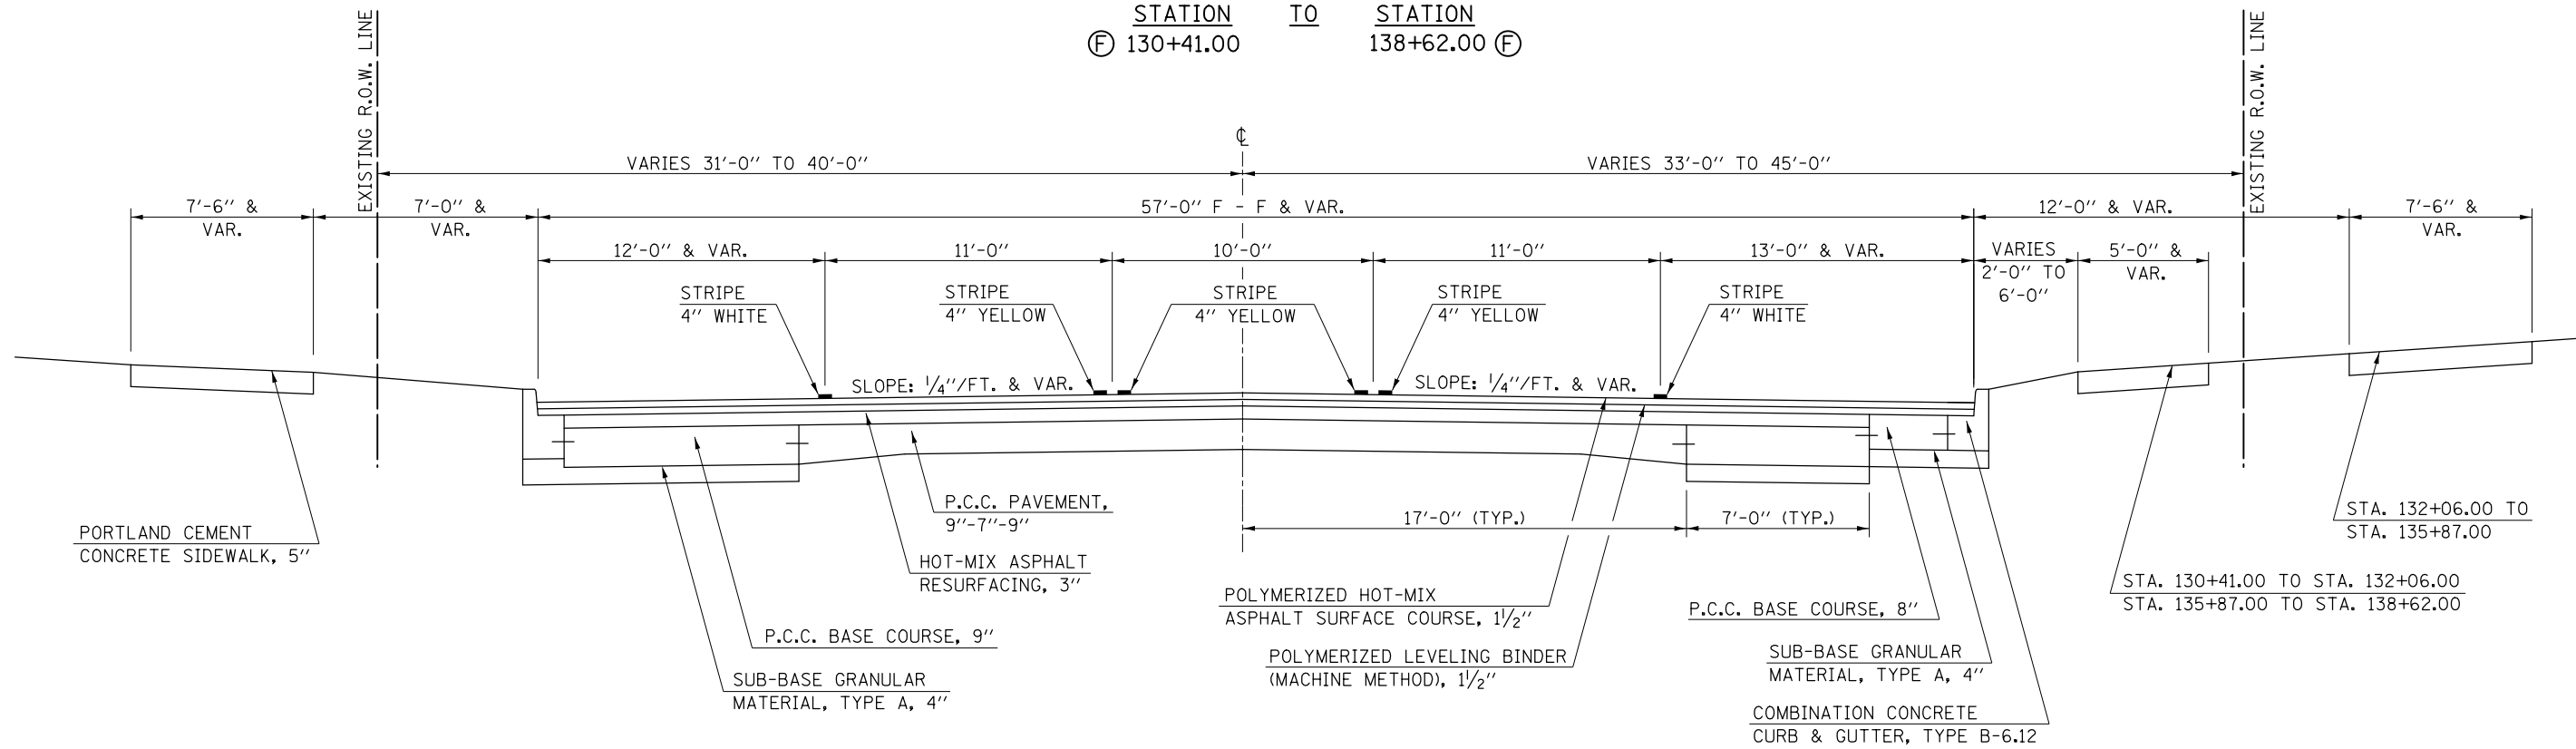 STATION TO STATION
Ⓕ 130+41.00 138+62.00 Ⓕ
EXISTING R.O.W. LINE
EXISTING R.O.W. LINE
℄
VARIES 31'-0" TO 40'-0"
VARIES 33'-0" TO 45'-0"
7'-6" &
VAR.
7'-0" &
VAR.
57'-0" F - F & VAR.
12'-0" & VAR.
7'-6" &
VAR.
12'-0" & VAR.
11'-0"
10'-0"
11'-0"
13'-0" & VAR.
VARIES
2'-0" TO
6'-0"
5'-0" &
VAR.
STRIPE
4" WHITE
STRIPE
4" YELLOW
STRIPE
4" YELLOW
STRIPE
4" YELLOW
STRIPE
4" WHITE
SLOPE: 1/4"/FT. & VAR.
SLOPE: 1/4"/FT. & VAR.
PORTLAND CEMENT
CONCRETE SIDEWALK, 5"
P.C.C. PAVEMENT,
9"-7"-9"
HOT-MIX ASPHALT
RESURFACING, 3"
P.C.C. BASE COURSE, 9"
SUB-BASE GRANULAR
MATERIAL, TYPE A, 4"
17'-0" (TYP.)
7'-0" (TYP.)
POLYMERIZED HOT-MIX
ASPHALT SURFACE COURSE, 1 1/2"
POLYMERIZED LEVELING BINDER
(MACHINE METHOD), 1 1/2"
P.C.C. BASE COURSE, 8"
SUB-BASE GRANULAR
MATERIAL, TYPE A, 4"
COMBINATION CONCRETE
CURB & GUTTER, TYPE B-6.12
STA. 132+06.00 TO
STA. 135+87.00
STA. 130+41.00 TO STA. 132+06.00
STA. 135+87.00 TO STA. 138+62.00